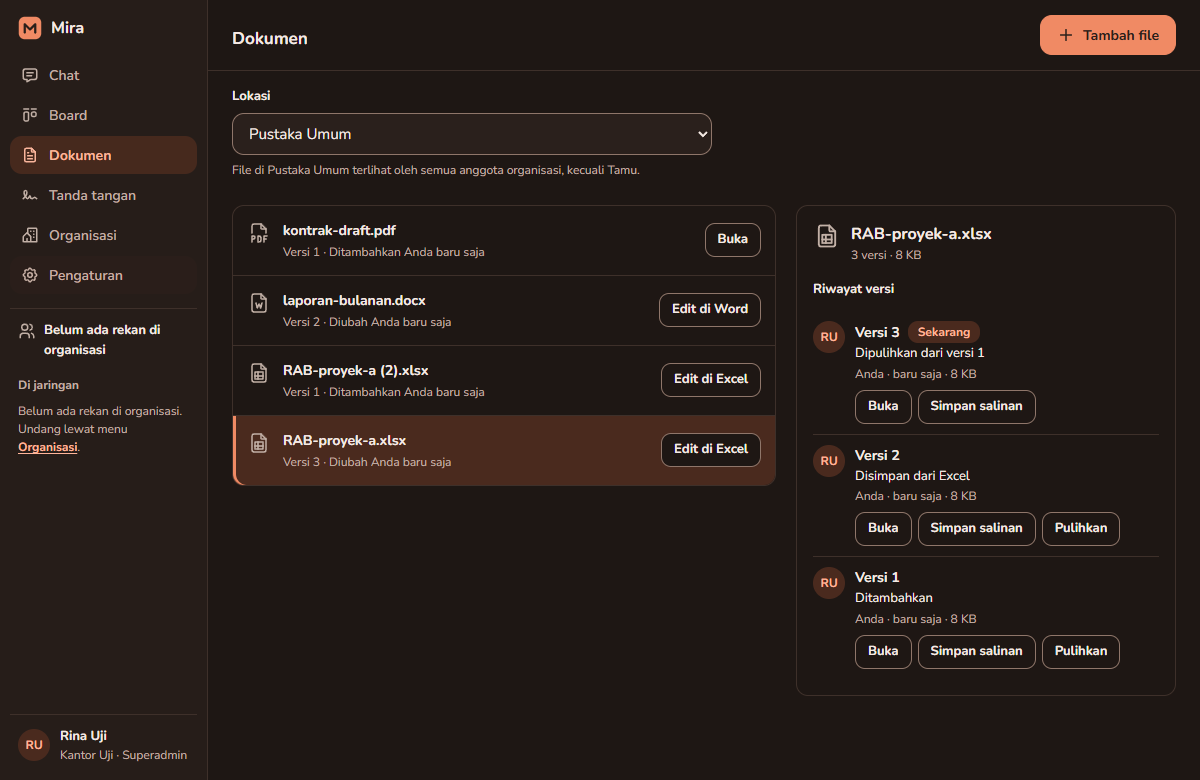 Mira
Chat
Board
Dokumen
Tanda tangan
Organisasi
Pengaturan
Belum ada rekan di
organisasi
Di jaringan
Belum ada rekan di organisasi.
Undang lewat menu
Organisasi.
RU
Rina Uji
Kantor Uji · Superadmin
Dokumen
Tambah file
Lokasi
Pustaka Umum
File di Pustaka Umum terlihat oleh semua anggota organisasi, kecuali Tamu.
PDF
kontrak-draft.pdf
Versi 1 · Ditambahkan Anda baru saja
Buka
W
laporan-bulanan.docx
Versi 2 · Diubah Anda baru saja
Edit di Word
RAB-proyek-a (2).xlsx
Versi 1 · Ditambahkan Anda baru saja
Edit di Excel
RAB-proyek-a.xlsx
Versi 3 · Diubah Anda baru saja
Edit di Excel
RAB-proyek-a.xlsx
3 versi · 8 KB
Riwayat versi
RU
Versi 3 Sekarang
Dipulihkan dari versi 1
Anda · baru saja · 8 KB
Buka Simpan salinan
RU
Versi 2
Disimpan dari Excel
Anda · baru saja · 8 KB
Buka Simpan salinan Pulihkan
RU
Versi 1
Ditambahkan
Anda · baru saja · 8 KB
Buka Simpan salinan Pulihkan